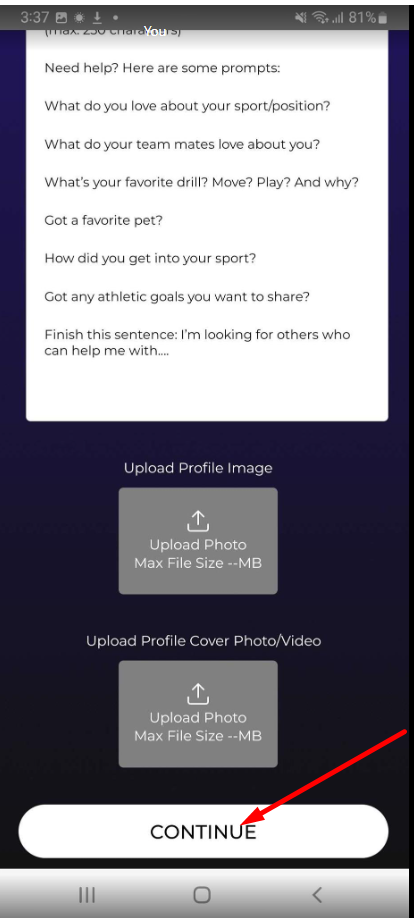 3:37
81%
You
(max. 250 characters)
Need help? Here are some prompts:
What do you love about your sport/position?
What do your team mates love about you?
What's your favorite drill? Move? Play? And why?
Got a favorite pet?
How did you get into your sport?
Got any athletic goals you want to share?
Finish this sentence: I'm looking for others who
can help me with....
Upload Profile Image
Upload Photo
Max File Size --MB
Upload Profile Cover Photo/Video
Upload Photo
Max File Size --MB
CONTINUE